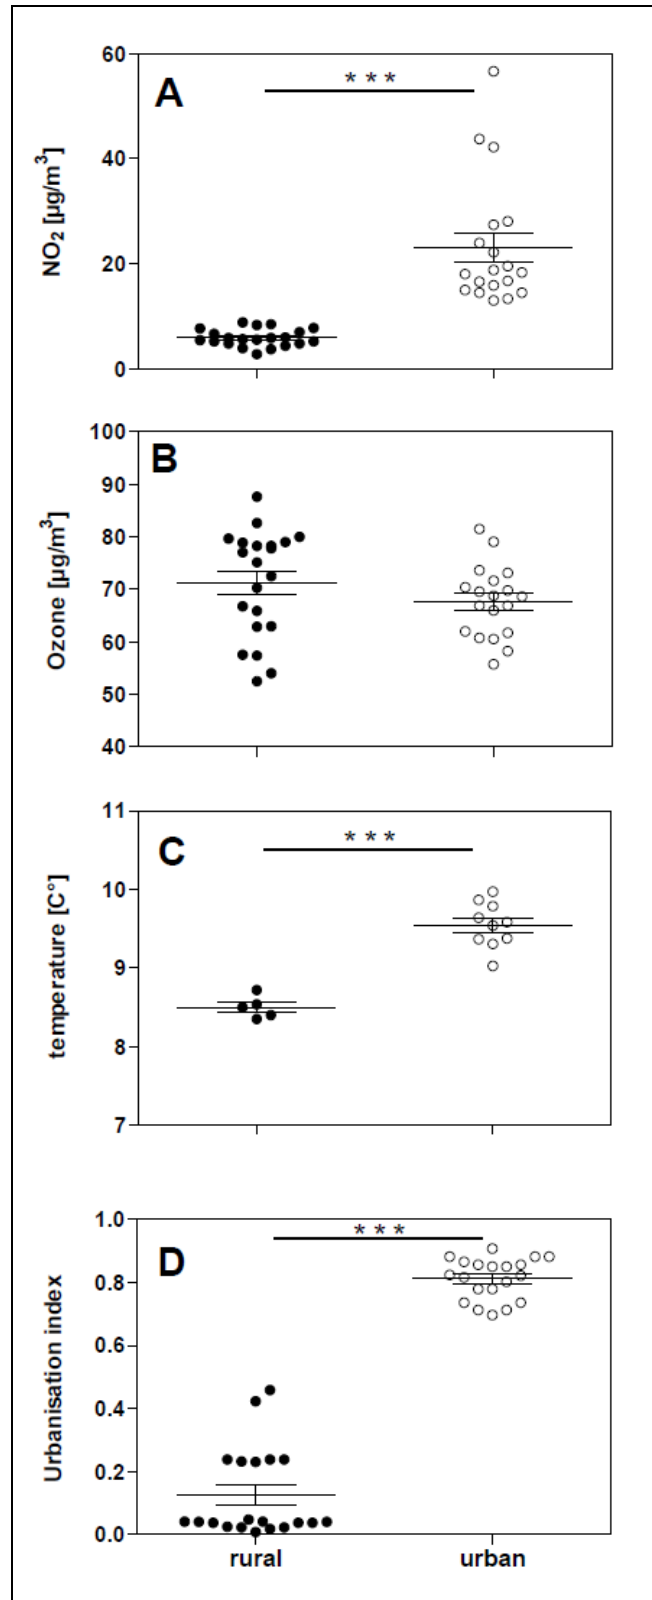 A
* * *
NO₂ [µg/m³]
60
40
20
0
B
Ozone [µg/m³]
100
90
80
70
60
50
40
C
* * *
temperature [C°]
11
10
9
8
7
D
* * *
Urbanisation index
1.0
0.8
0.6
0.4
0.2
0.0
rural urban